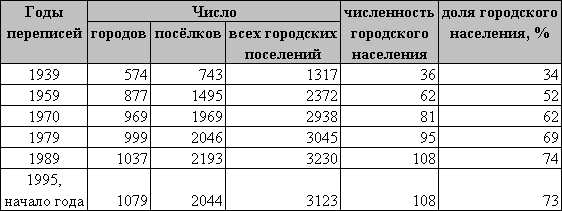 Годы переписей Число численность городского населения доля городского населения, %
городов посёлков всех городских поселений
1939 574 743 1317 36 34
1959 877 1495 2372 62 52
1970 969 1969 2938 81 62
1979 999 2046 3045 95 69
1989 1037 2193 3230 108 74
1995,
начало года 1079 2044 3123 108 73